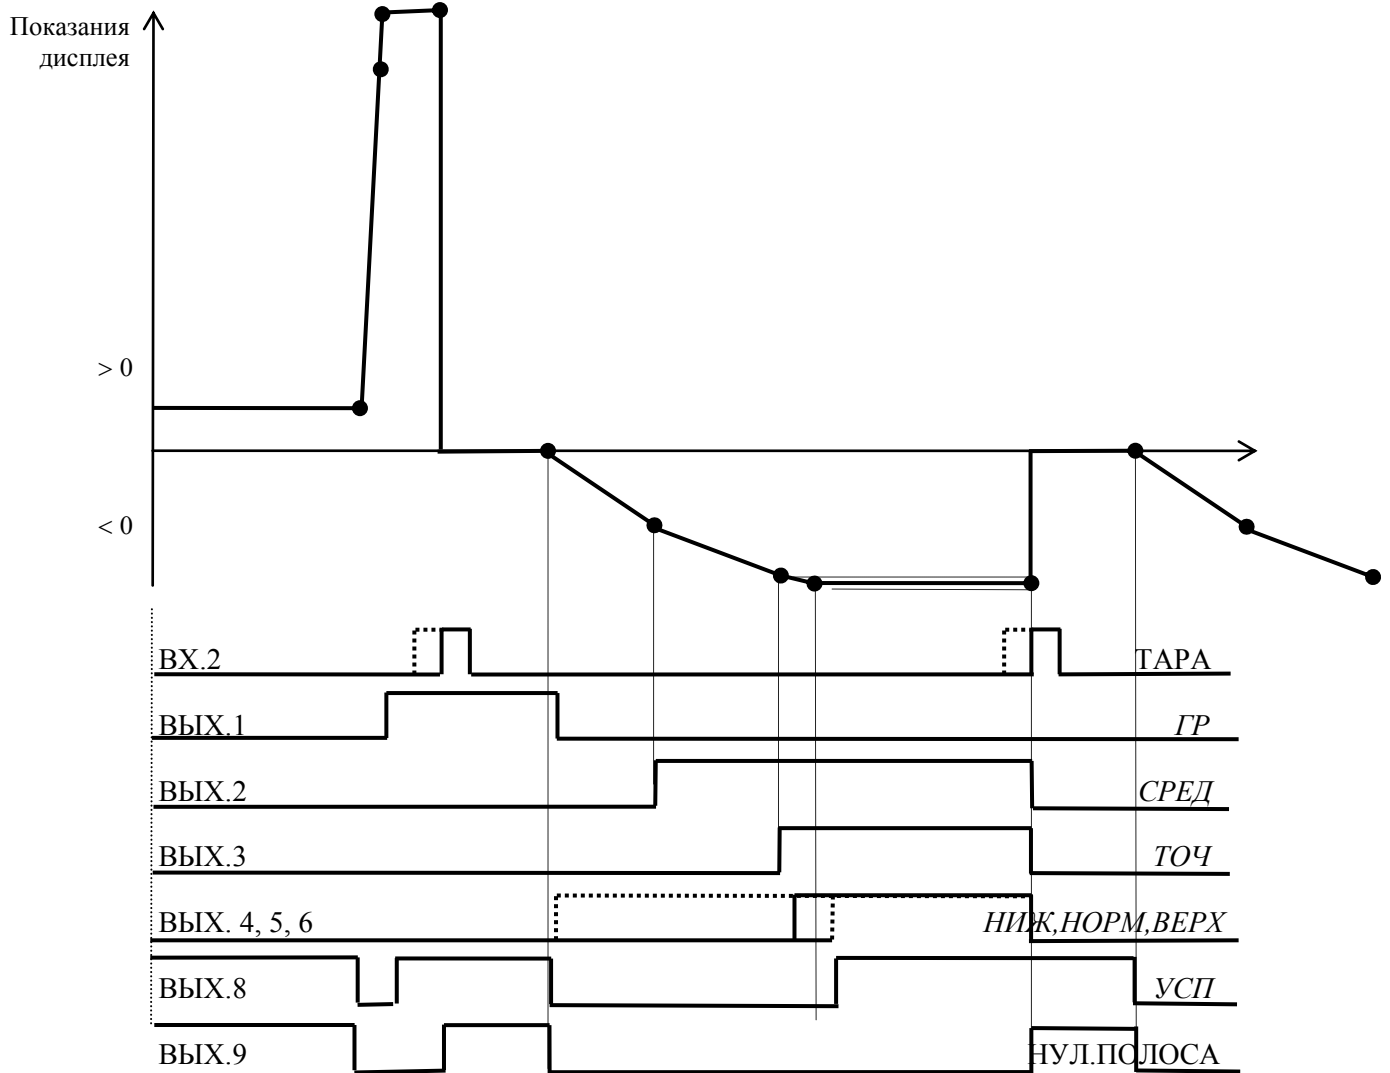 Показания
дисплея
> 0
< 0
ВХ.2 ТАРА
ВЫХ.1 ГР
ВЫХ.2 СРЕД
ВЫХ.3 ТОЧ
ВЫХ. 4, 5, 6 НИЖ,НОРМ,ВЕРХ
ВЫХ.8 УСП
ВЫХ.9 НУЛ.ПОЛОСА